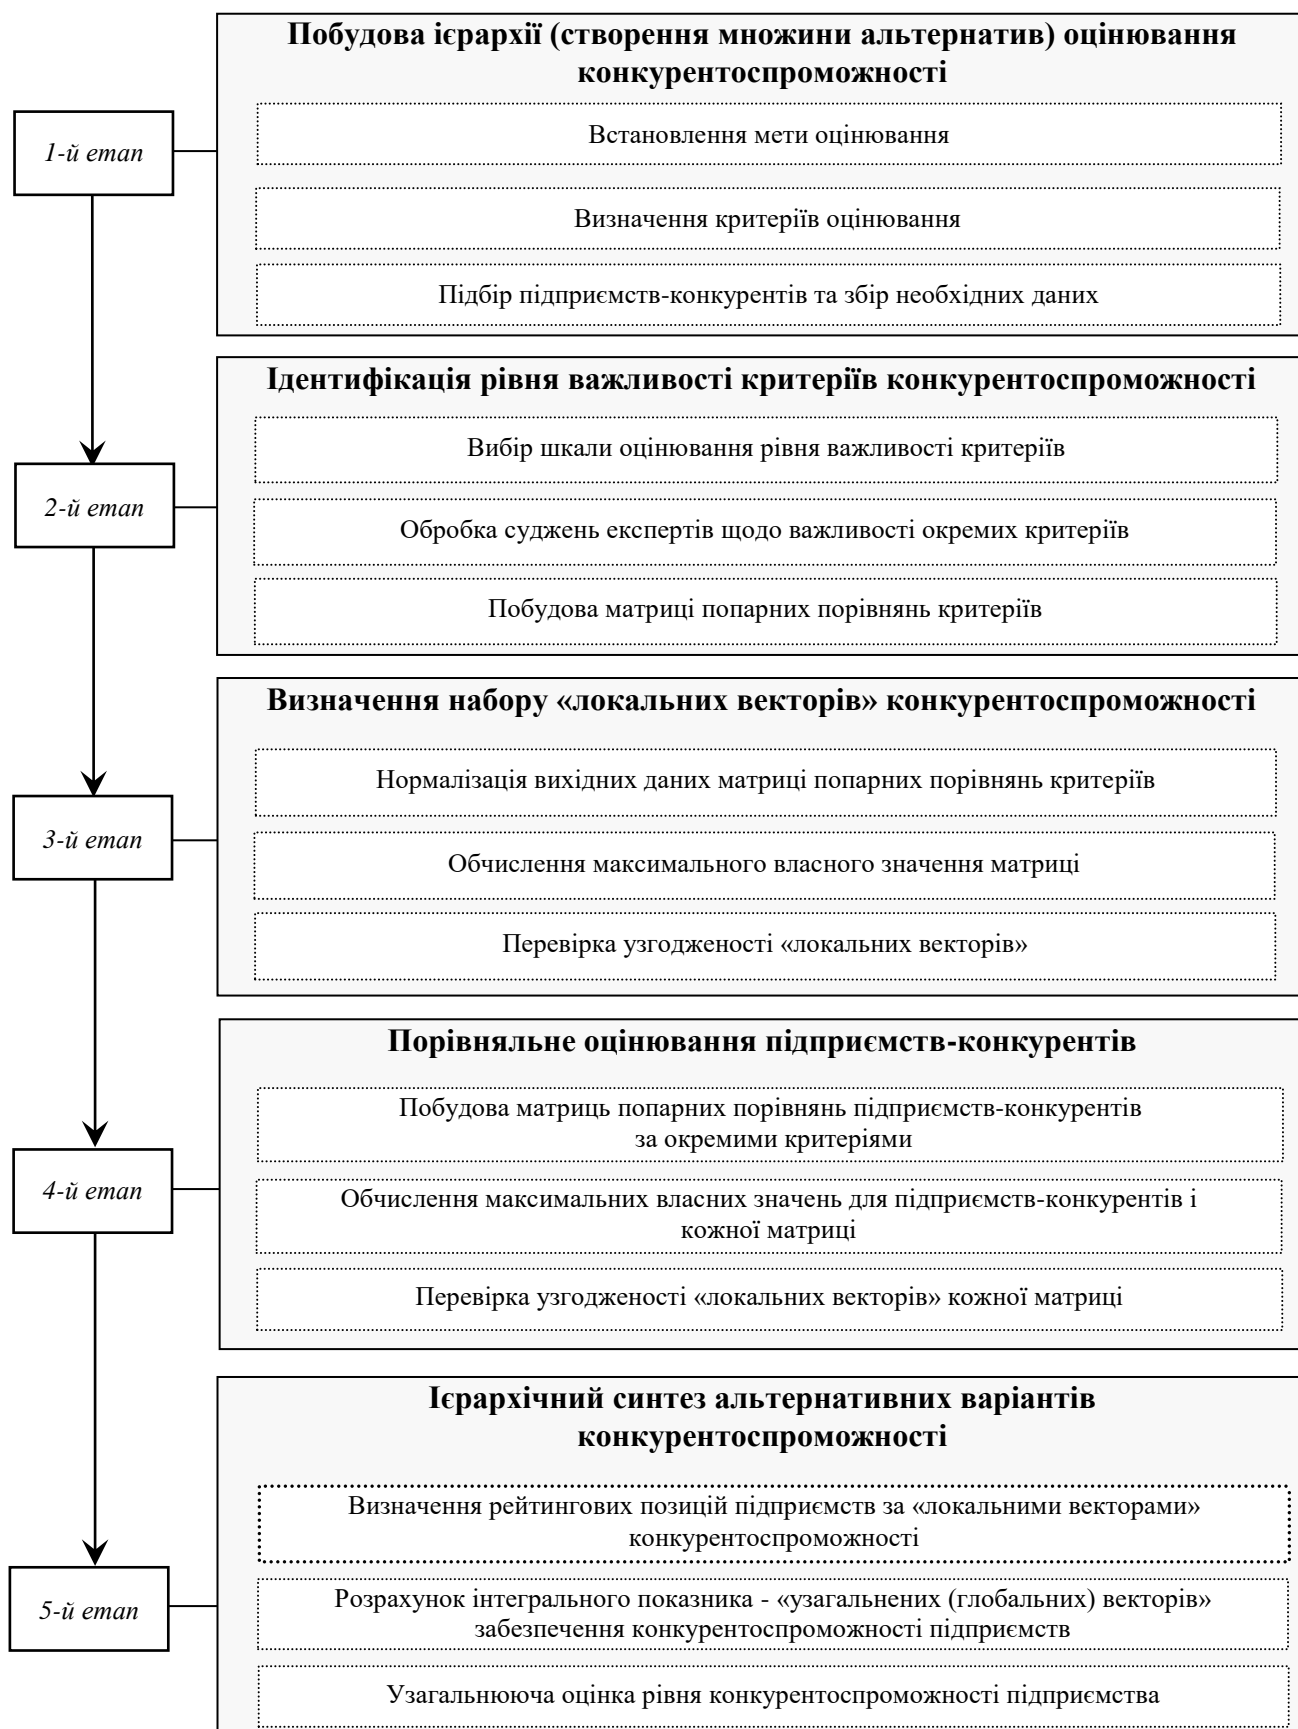 Побудова ієрархії (створення множини альтернатив) оцінювання
конкурентоспроможності
1-й етап
Встановлення мети оцінювання
Визначення критеріїв оцінювання
Підбір підприємств-конкурентів та збір необхідних даних
Ідентифікація рівня важливості критеріїв конкурентоспроможності
2-й етап
Вибір шкали оцінювання рівня важливості критеріїв
Обробка суджень експертів щодо важливості окремих критеріїв
Побудова матриці попарних порівнянь критеріїв
Визначення набору «локальних векторів» конкурентоспроможності
3-й етап
Нормалізація вихідних даних матриці попарних порівнянь критеріїв
Обчислення максимального власного значення матриці
Перевірка узгодженості «локальних векторів»
Порівняльне оцінювання підприємств-конкурентів
4-й етап
Побудова матриць попарних порівнянь підприємств-конкурентів
за окремими критеріями
Обчислення максимальних власних значень для підприємств-конкурентів і
кожної матриці
Перевірка узгодженості «локальних векторів» кожної матриці
Ієрархічний синтез альтернативних варіантів
конкурентоспроможності
5-й етап
Визначення рейтингових позицій підприємств за «локальними векторами»
конкурентоспроможності
Розрахунок інтегрального показника - «узагальнених (глобальних) векторів»
забезпечення конкурентоспроможності підприємств
Узагальнююча оцінка рівня конкурентоспроможності підприємства